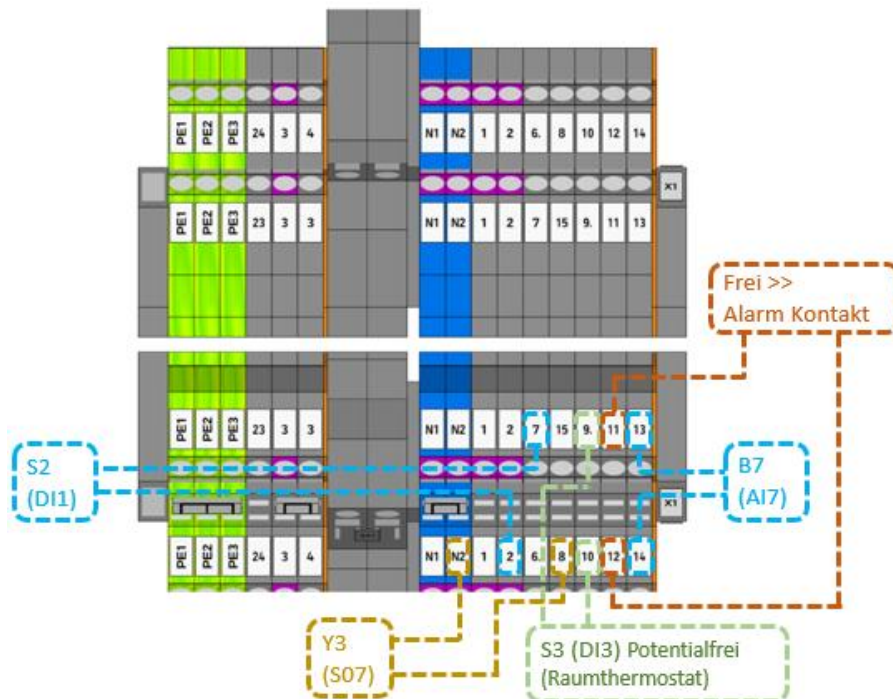 PE1 PE2 PE3 24 3 4 N1 N2 1 2 6. 8 10 12 14
X1
PE1 PE2 PE3 23 3 3 N1 N2 1 2 7 15 9. 11 13
Frei >>
Alarm Kontakt
PE1 PE2 PE3 23 3 3 N1 N2 1 2 7 15 9. 11 13
S2
(DI1)
B7
(AI7)
X1
PE1 PE2 PE3 24 3 4 N1 N2 1 2 6. 8 10 12 14
Y3
(S07)
S3 (DI3) Potentialfrei
(Raumthermostat)